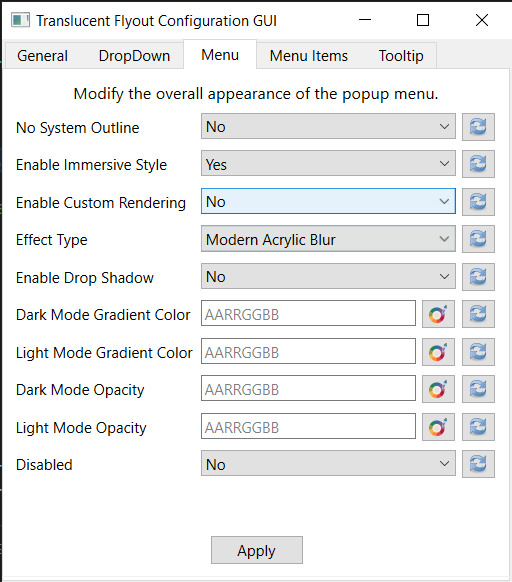 Translucent Flyout Configuration GUI
General DropDown Menu Menu Items Tooltip
Modify the overall appearance of the popup menu.
No System Outline No
Enable Immersive Style Yes
Enable Custom Rendering No
Effect Type Modern Acrylic Blur
Enable Drop Shadow No
Dark Mode Gradient Color AARRGGBB
Light Mode Gradient Color AARRGGBB
Dark Mode Opacity AARRGGBB
Light Mode Opacity AARRGGBB
Disabled No
Apply